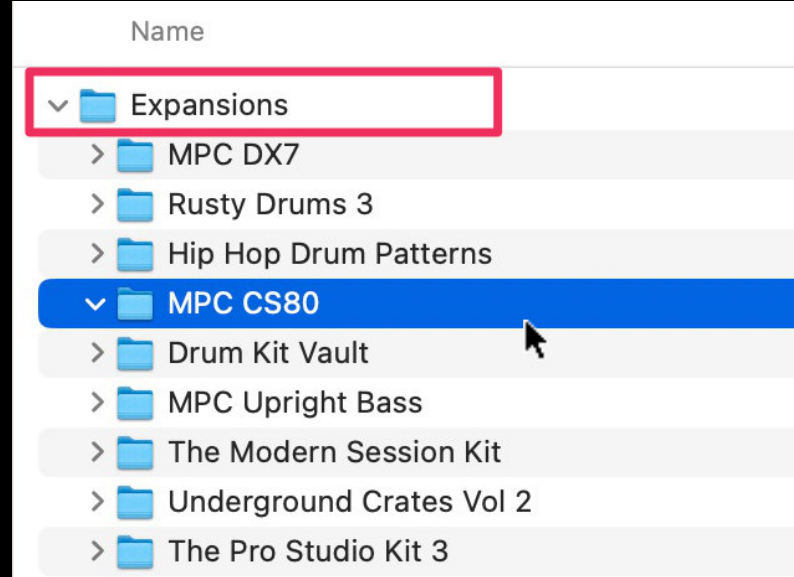 Name
Expansions
MPC DX7
Rusty Drums 3
Hip Hop Drum Patterns
MPC CS80
Drum Kit Vault
MPC Upright Bass
The Modern Session Kit
Underground Crates Vol 2
The Pro Studio Kit 3